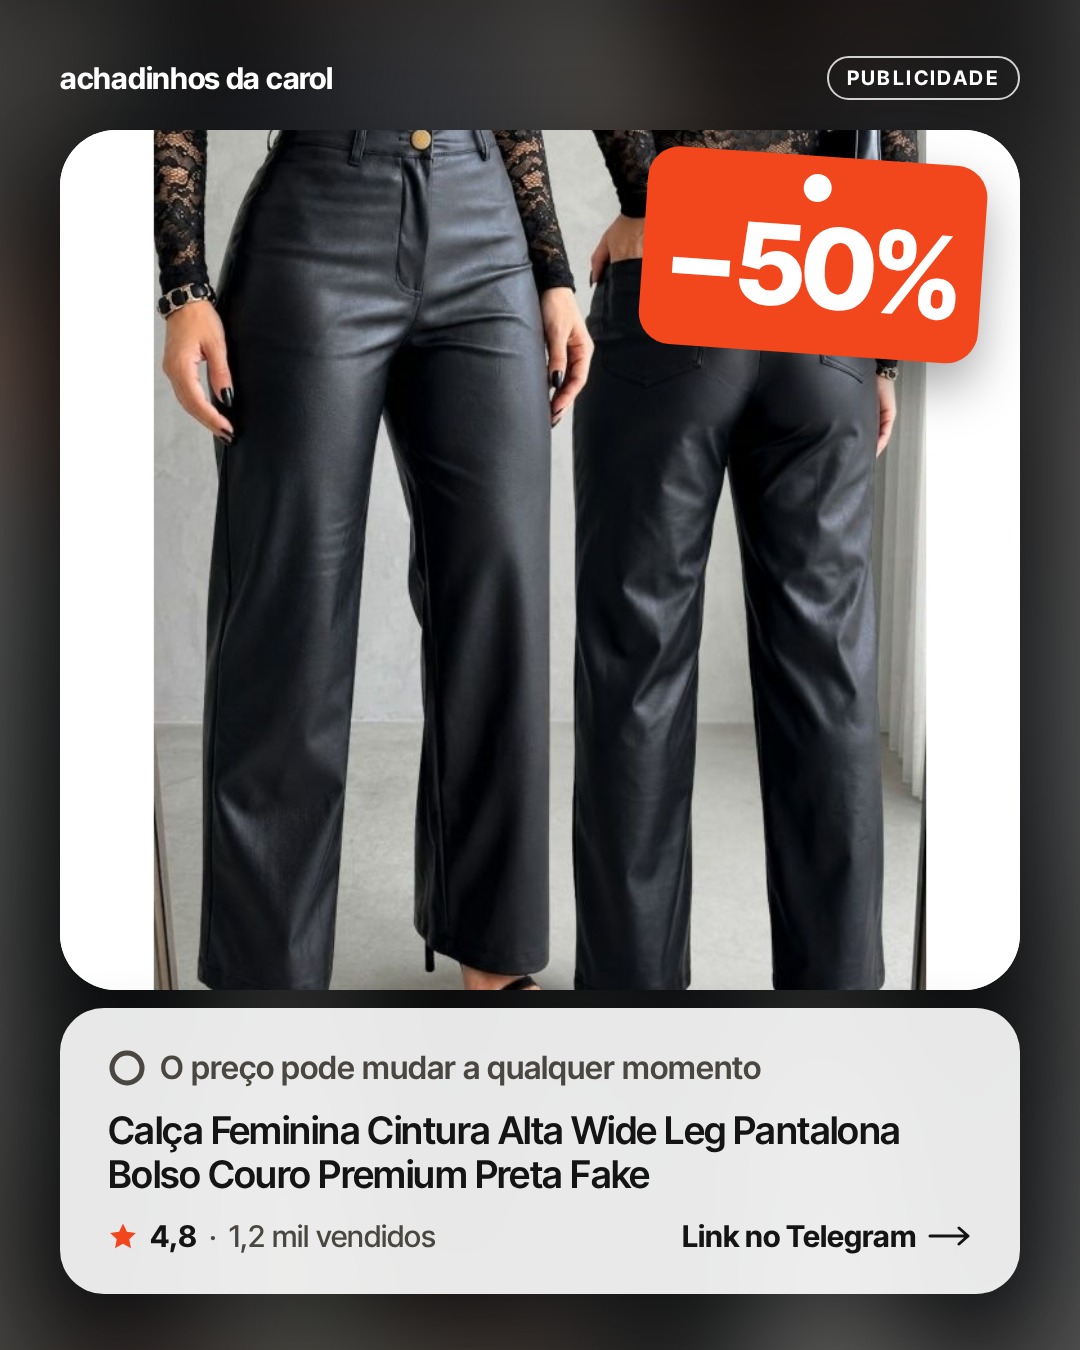 achadinhos da carol
PUBLICIDADE
–50%
O preço pode mudar a qualquer momento
Calça Feminina Cintura Alta Wide Leg Pantalona
Bolso Couro Premium Preta Fake
4,8 · 1,2 mil vendidos
Link no Telegram →